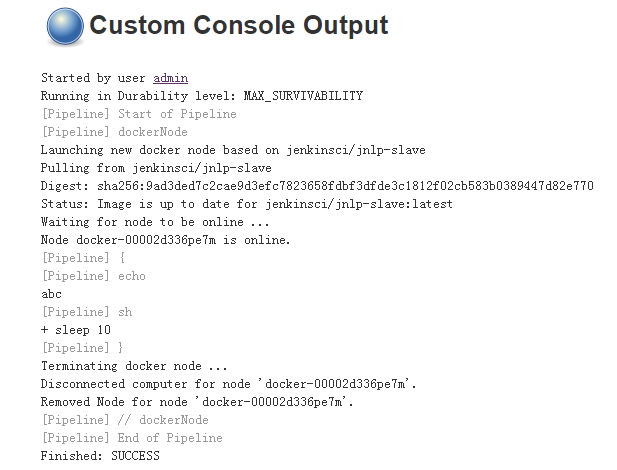 Custom Console Output
Started by user admin
Running in Durability level: MAX_SURVIVABILITY
[Pipeline] Start of Pipeline
[Pipeline] dockerNode
Launching new docker node based on jenkinsci/jnlp-slave
Pulling from jenkinsci/jnlp-slave
Digest: sha256:9ad3ded7c2cae9d3efc7823658fdbf3dfde3c1812f02cb583b0389447d82e770
Status: Image is up to date for jenkinsci/jnlp-slave:latest
Waiting for node to be online ...
Node docker-00002d336pe7m is online.
[Pipeline] {
[Pipeline] echo
abc
[Pipeline] sh
+ sleep 10
[Pipeline] }
Terminating docker node ...
Disconnected computer for node 'docker-00002d336pe7m'.
Removed Node for node 'docker-00002d336pe7m'.
[Pipeline] // dockerNode
[Pipeline] End of Pipeline
Finished: SUCCESS